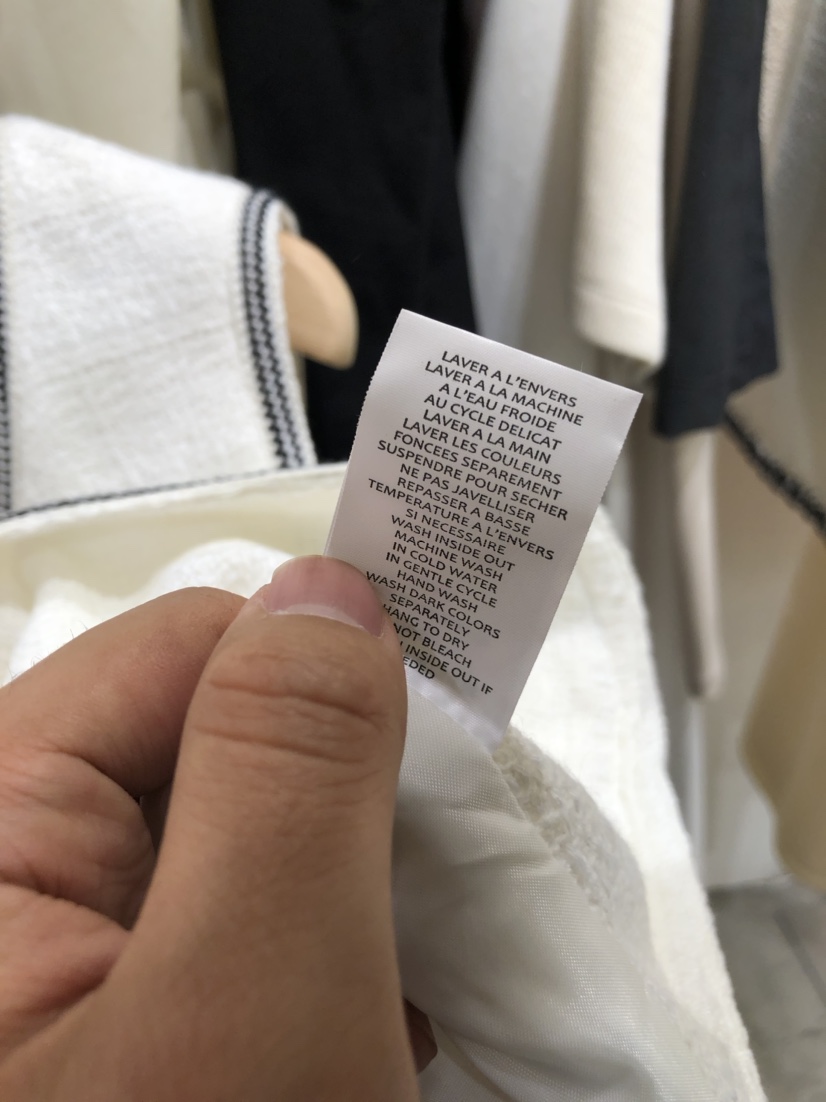 LAVER A L'ENVERS
LAVER A LA MACHINE
A L'EAU FROIDE
AU CYCLE DELICAT
LAVER A LA MAIN
LAVER LES COULEURS
FONCEES SEPAREMENT
SUSPENDRE POUR SECHER
NE PAS JAVELLISER
REPASSER A BASSE
TEMPERATURE A L'ENVERS
SI NECESSAIRE
WASH INSIDE OUT
MACHINE WASH
IN COLD WATER
IN GENTLE CYCLE
HAND WASH
WASH DARK COLORS
SEPARATELY
HANG TO DRY
NOT BLEACH
INSIDE OUT IF